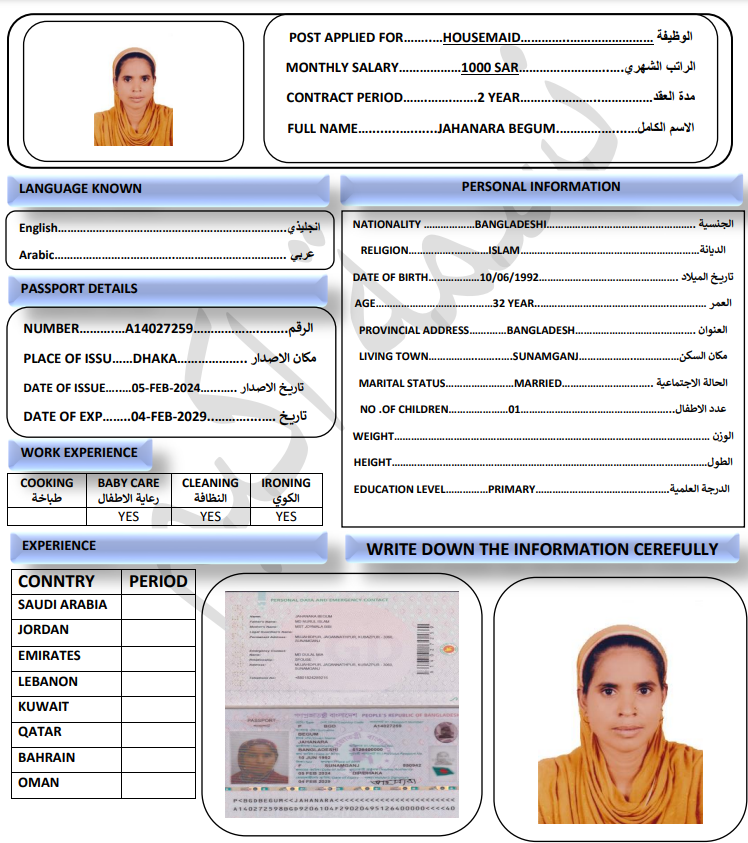 POST APPLIED FOR.........HOUSEMAID................................... الوظيفة
MONTHLY SALARY..................1000 SAR.............................الراتب الشهري
CONTRACT PERIOD......................2 YEAR......................................مدة العقد
FULL NAME.......................JAHANARA BEGUM.......................الاسم الكامل
LANGUAGE KNOWN
English.....................................................................انجليذي
Arabic..................................................................... عربي
PASSPORT DETAILS
NUMBER............A14027259........................الرقم
PLACE OF ISSU......DHAKA.................... مكان الاصدار
DATE OF ISSUE.......05-FEB-2024........... تاريخ الاصدار
DATE OF EXP.....04-FEB-2029.................. تاريخ
WORK EXPERIENCE
COOKING BABY CARE CLEANING IRONING
طباخة رعاية الاطفال النظافة الكوي
YES YES YES
PERSONAL INFORMATION
NATIONALITY ...............BANGLADESHI........................................... الجنسية
RELIGION........................ISLAM.....................................................الديانة
DATE OF BIRTH...............10/06/1992......................................... تاريخ الميلاد
AGE...................................32 YEAR.................................................. العمر
PROVINCIAL ADDRESS.............BANGLADESH................................... العنوان
LIVING TOWN.........................SUNAMGANJ..............................مكان السكن
MARITAL STATUS....................MARRIED.......................... الحالة الاجتماعية
NO .OF CHILDREN..................01.............................................عدد الاطفال
WEIGHT............................................................................................. الوزن
HEIGHT..............................................................................................الطول
EDUCATION LEVEL.............PRIMARY.......................................الدرجة العلمية
EXPERIENCE
CONNTRY PERIOD
SAUDI ARABIA
JORDAN
EMIRATES
LEBANON
KUWAIT
QATAR
BAHRAIN
OMAN
WRITE DOWN THE INFORMATION CEREFULLY
PERSONAL DATA AND EMERGENCY CONTACT
JAHANARA BEGUM
PASSPORT
PEOPLE'S REPUBLIC OF BANGLADESH
P BGD A14027259
BEGUM
JAHANARA
BANGLADESHI
10 JUN 1992
F SUNAMGANJ
05 FEB 2024 DIP/DHAKA
04 FEB 2029